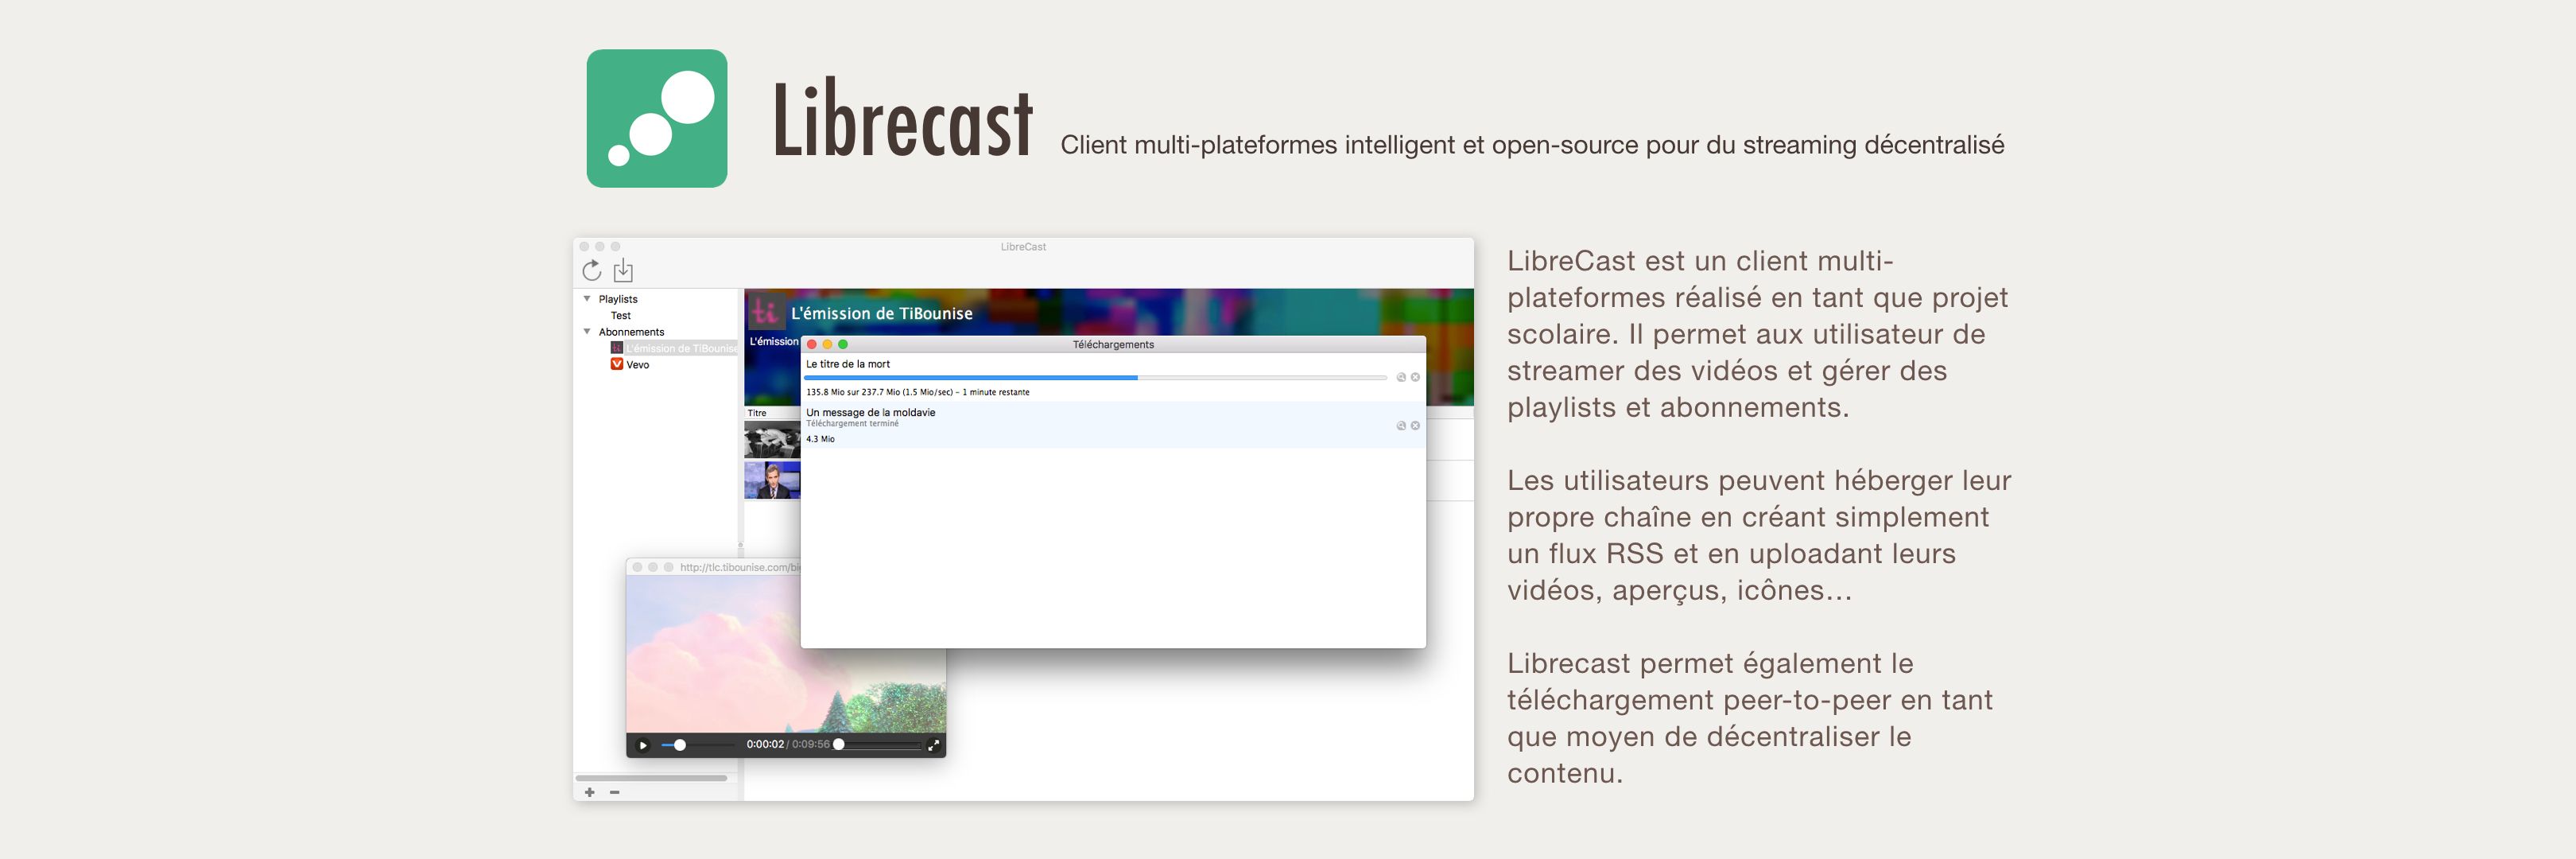 Librecast
Client multi-plateformes intelligent et open-source pour du streaming décentralisé
LibreCast
Playlists
Test
Abonnements
ti L'émission de TiBounise
Vevo
ti L'émission de TiBounise
L'émission
Titre
Téléchargements
Le titre de la mort
135.8 Mio sur 237.7 Mio (1.5 Mio/sec) – 1 minute restante
Un message de la moldavie
Téléchargement terminé
4.3 Mio
http://tlc.tibounise.com/bi
0:00:02 / 0:09:56
LibreCast est un client multi-
plateformes réalisé en tant que projet
scolaire. Il permet aux utilisateur de
streamer des vidéos et gérer des
playlists et abonnements.
Les utilisateurs peuvent héberger leur
propre chaîne en créant simplement
un flux RSS et en uploadant leurs
vidéos, aperçus, icônes…
Librecast permet également le
téléchargement peer-to-peer en tant
que moyen de décentraliser le
contenu.